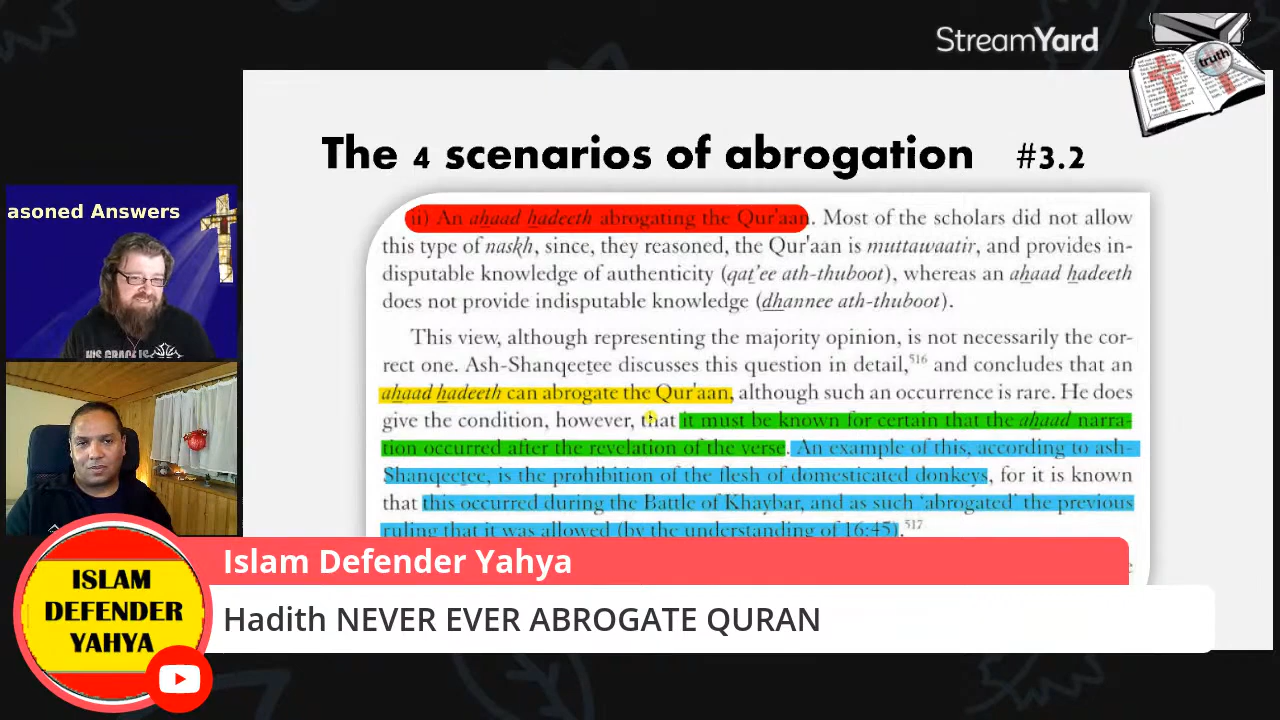 StreamYard
truth
The 4 scenarios of abrogation #3.2
asoned Answers
HIS GRACE IS
ii) An ahaad hadeeth abrogating the Qur'aan. Most of the scholars did not allow
this type of naskh, since, they reasoned, the Qur'aan is muttawaatir, and provides in-
disputable knowledge of authenticity (qat'ee ath-thuboot), whereas an ahaad hadeeth
does not provide indisputable knowledge (dhannee ath-thuboot).
This view, although representing the majority opinion, is not necessarily the cor-
rect one. Ash-Shanqeetee discusses this question in detail,516 and concludes that an
ahaad hadeeth can abrogate the Qur'aan, although such an occurrence is rare. He does
give the condition, however, that it must be known for certain that the ahaad narra-
tion occurred after the revelation of the verse. An example of this, according to ash-
Shanqeetee, is the prohibition of the flesh of domesticated donkeys, for it is known
that this occurred during the Battle of Khaybar, and as such 'abrogated' the previous
ruling that it was allowed (by the understanding of 16:45).517
ISLAM
DEFENDER
YAHYA
Islam Defender Yahya
Hadith NEVER EVER ABROGATE QURAN